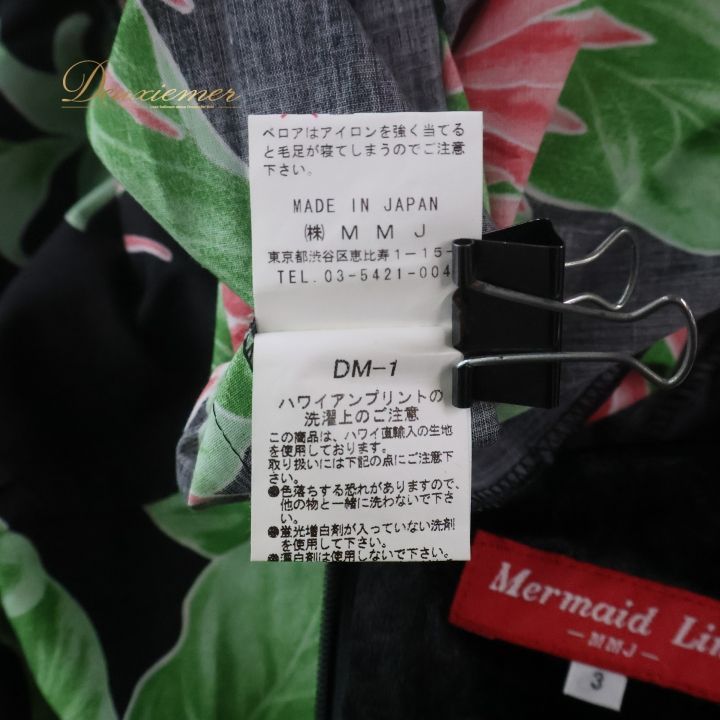 Deuxiemer
ベロアはアイロンを強く当てる
と毛足が寝てしまうのでご注意
下さい。
MADE IN JAPAN
㈱ M M J
東京都渋谷区恵比寿1-15-
TEL.03-5421-004
DM-1
ハワイアンプリントの
洗濯上のご注意
この商品は、ハワイ直輸入の生地
を使用しております。
取り扱いには下記の点にご注意下
さい。
●色落ちする恐れがありますので、
他の物と一緒に洗わないで下さ
い。
●蛍光増白剤が入っていない洗剤
を使用して下さい。
●漂白剤は使用しないで下さい。
Mermaid Lin
-MMJ-
3